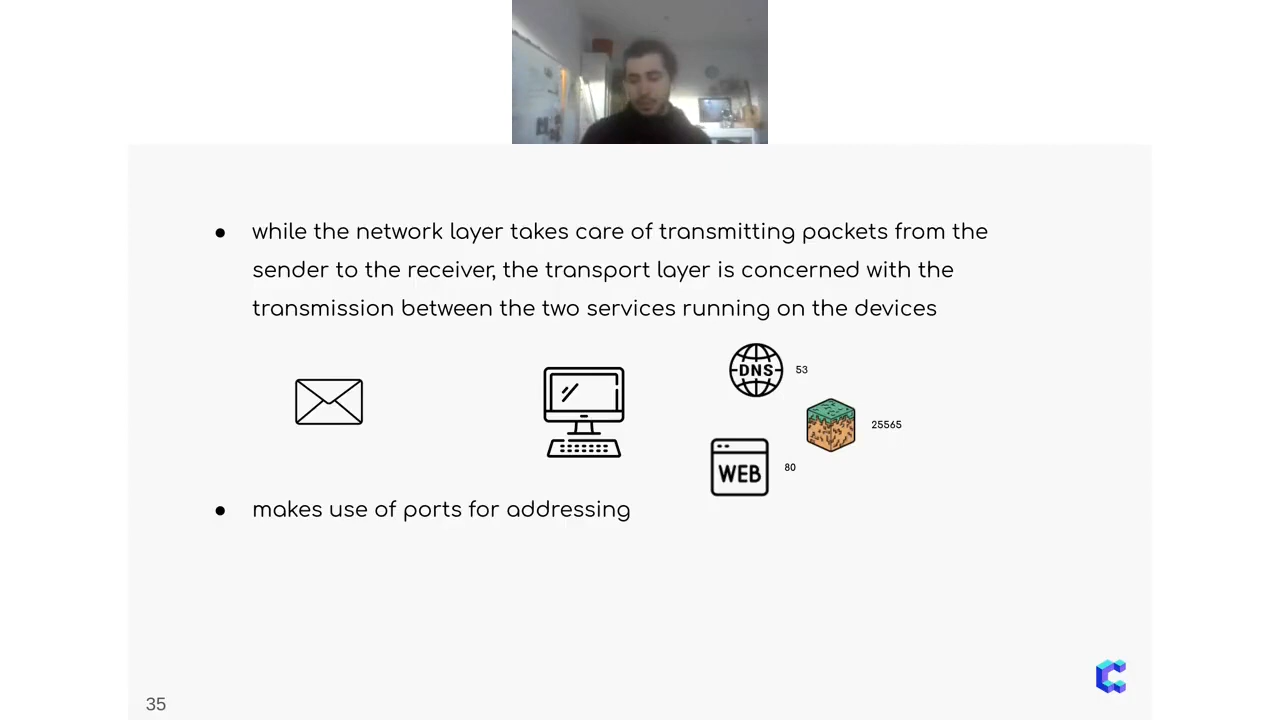 ● while the network layer takes care of transmitting packets from the
sender to the receiver, the transport layer is concerned with the
transmission between the two services running on the devices
DNS 53
25565
WEB 80
● makes use of ports for addressing
35